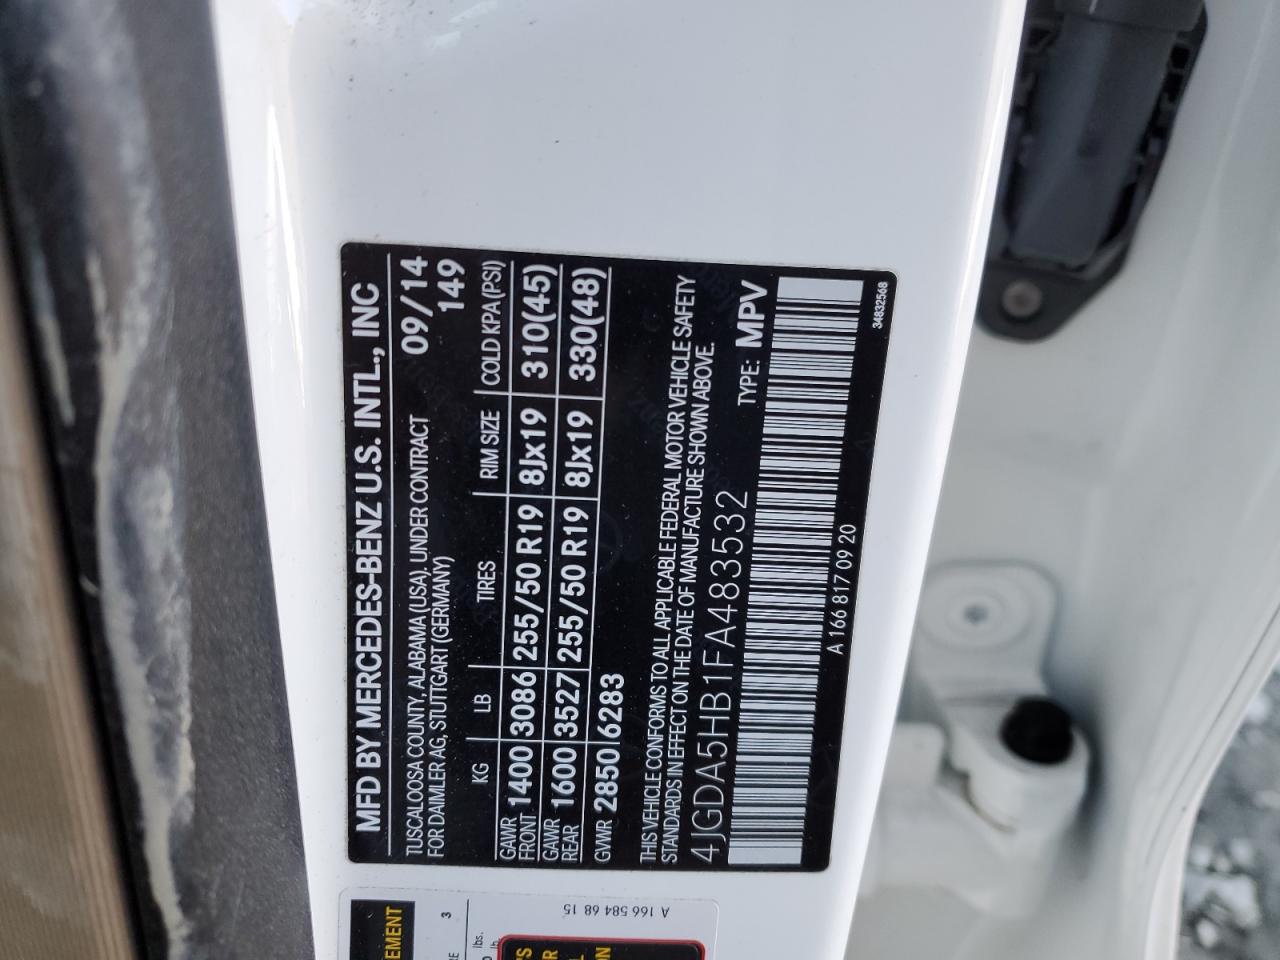 MFD BY MERCEDES-BENZ U.S. INTL., INC
TUSCALOOSA COUNTY, ALABAMA (USA), UNDER CONTRACT 09/14
FOR DAIMLER AG, STUTTGART (GERMANY) 149
KG LB TIRES RIM SIZE COLD KPA (PSI)
GAWR FRONT 1400 3086 255/50 R19 8Jx19 310(45)
GAWR REAR 1600 3527 255/50 R19 8Jx19 330(48)
GVWR 2850 6283
THIS VEHICLE CONFORMS TO ALL APPLICABLE FEDERAL MOTOR VEHICLE SAFETY
STANDARDS IN EFFECT ON THE DATE OF MANUFACTURE SHOWN ABOVE.
4JGDA5HB1FA483532 TYPE: MPV
A 166 817 09 20
34832568
A 166 584 68 15
EMENT
3
lbs.
lb